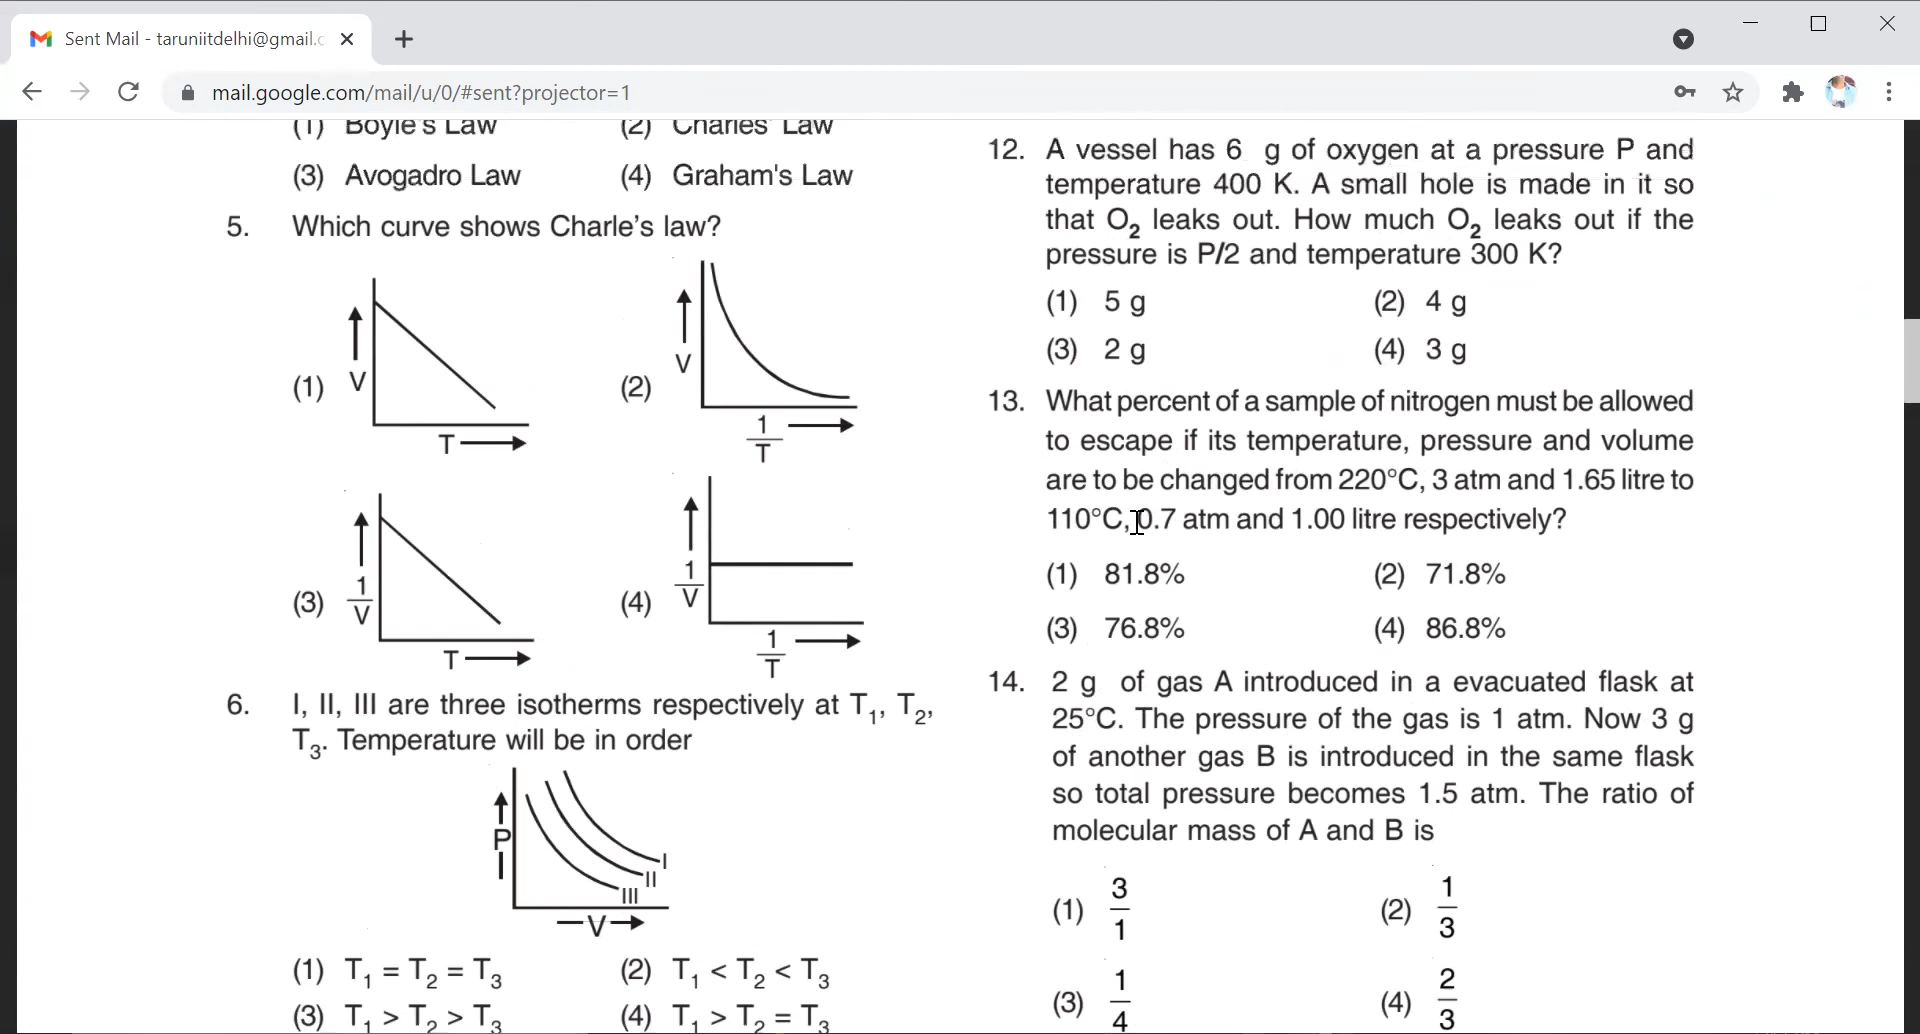 Sent Mail - taruniitdelhi@gmail.c
mail.google.com/mail/u/0/#sent?projector=1
(1) Boyle's Law (2) Charles' Law
(3) Avogadro Law (4) Graham's Law
5. Which curve shows Charle's law?
(1) V T
(2) V 1/T
(3) 1/V T
(4) 1/V 1/T
6. I, II, III are three isotherms respectively at T₁, T₂,
T₃. Temperature will be in order
P
I
II
III
V
(1) T₁ = T₂ = T₃ (2) T₁ < T₂ < T₃
(3) T₁ > T₂ > T₃ (4) T₁ > T₂ = T₃
12. A vessel has 6 g of oxygen at a pressure P and
temperature 400 K. A small hole is made in it so
that O₂ leaks out. How much O₂ leaks out if the
pressure is P/2 and temperature 300 K?
(1) 5 g (2) 4 g
(3) 2 g (4) 3 g
13. What percent of a sample of nitrogen must be allowed
to escape if its temperature, pressure and volume
are to be changed from 220°C, 3 atm and 1.65 litre to
110°C, 0.7 atm and 1.00 litre respectively?
(1) 81.8% (2) 71.8%
(3) 76.8% (4) 86.8%
14. 2 g of gas A introduced in a evacuated flask at
25°C. The pressure of the gas is 1 atm. Now 3 g
of another gas B is introduced in the same flask
so total pressure becomes 1.5 atm. The ratio of
molecular mass of A and B is
(1) 3/1 (2) 1/3
(3) 1/4 (4) 2/3